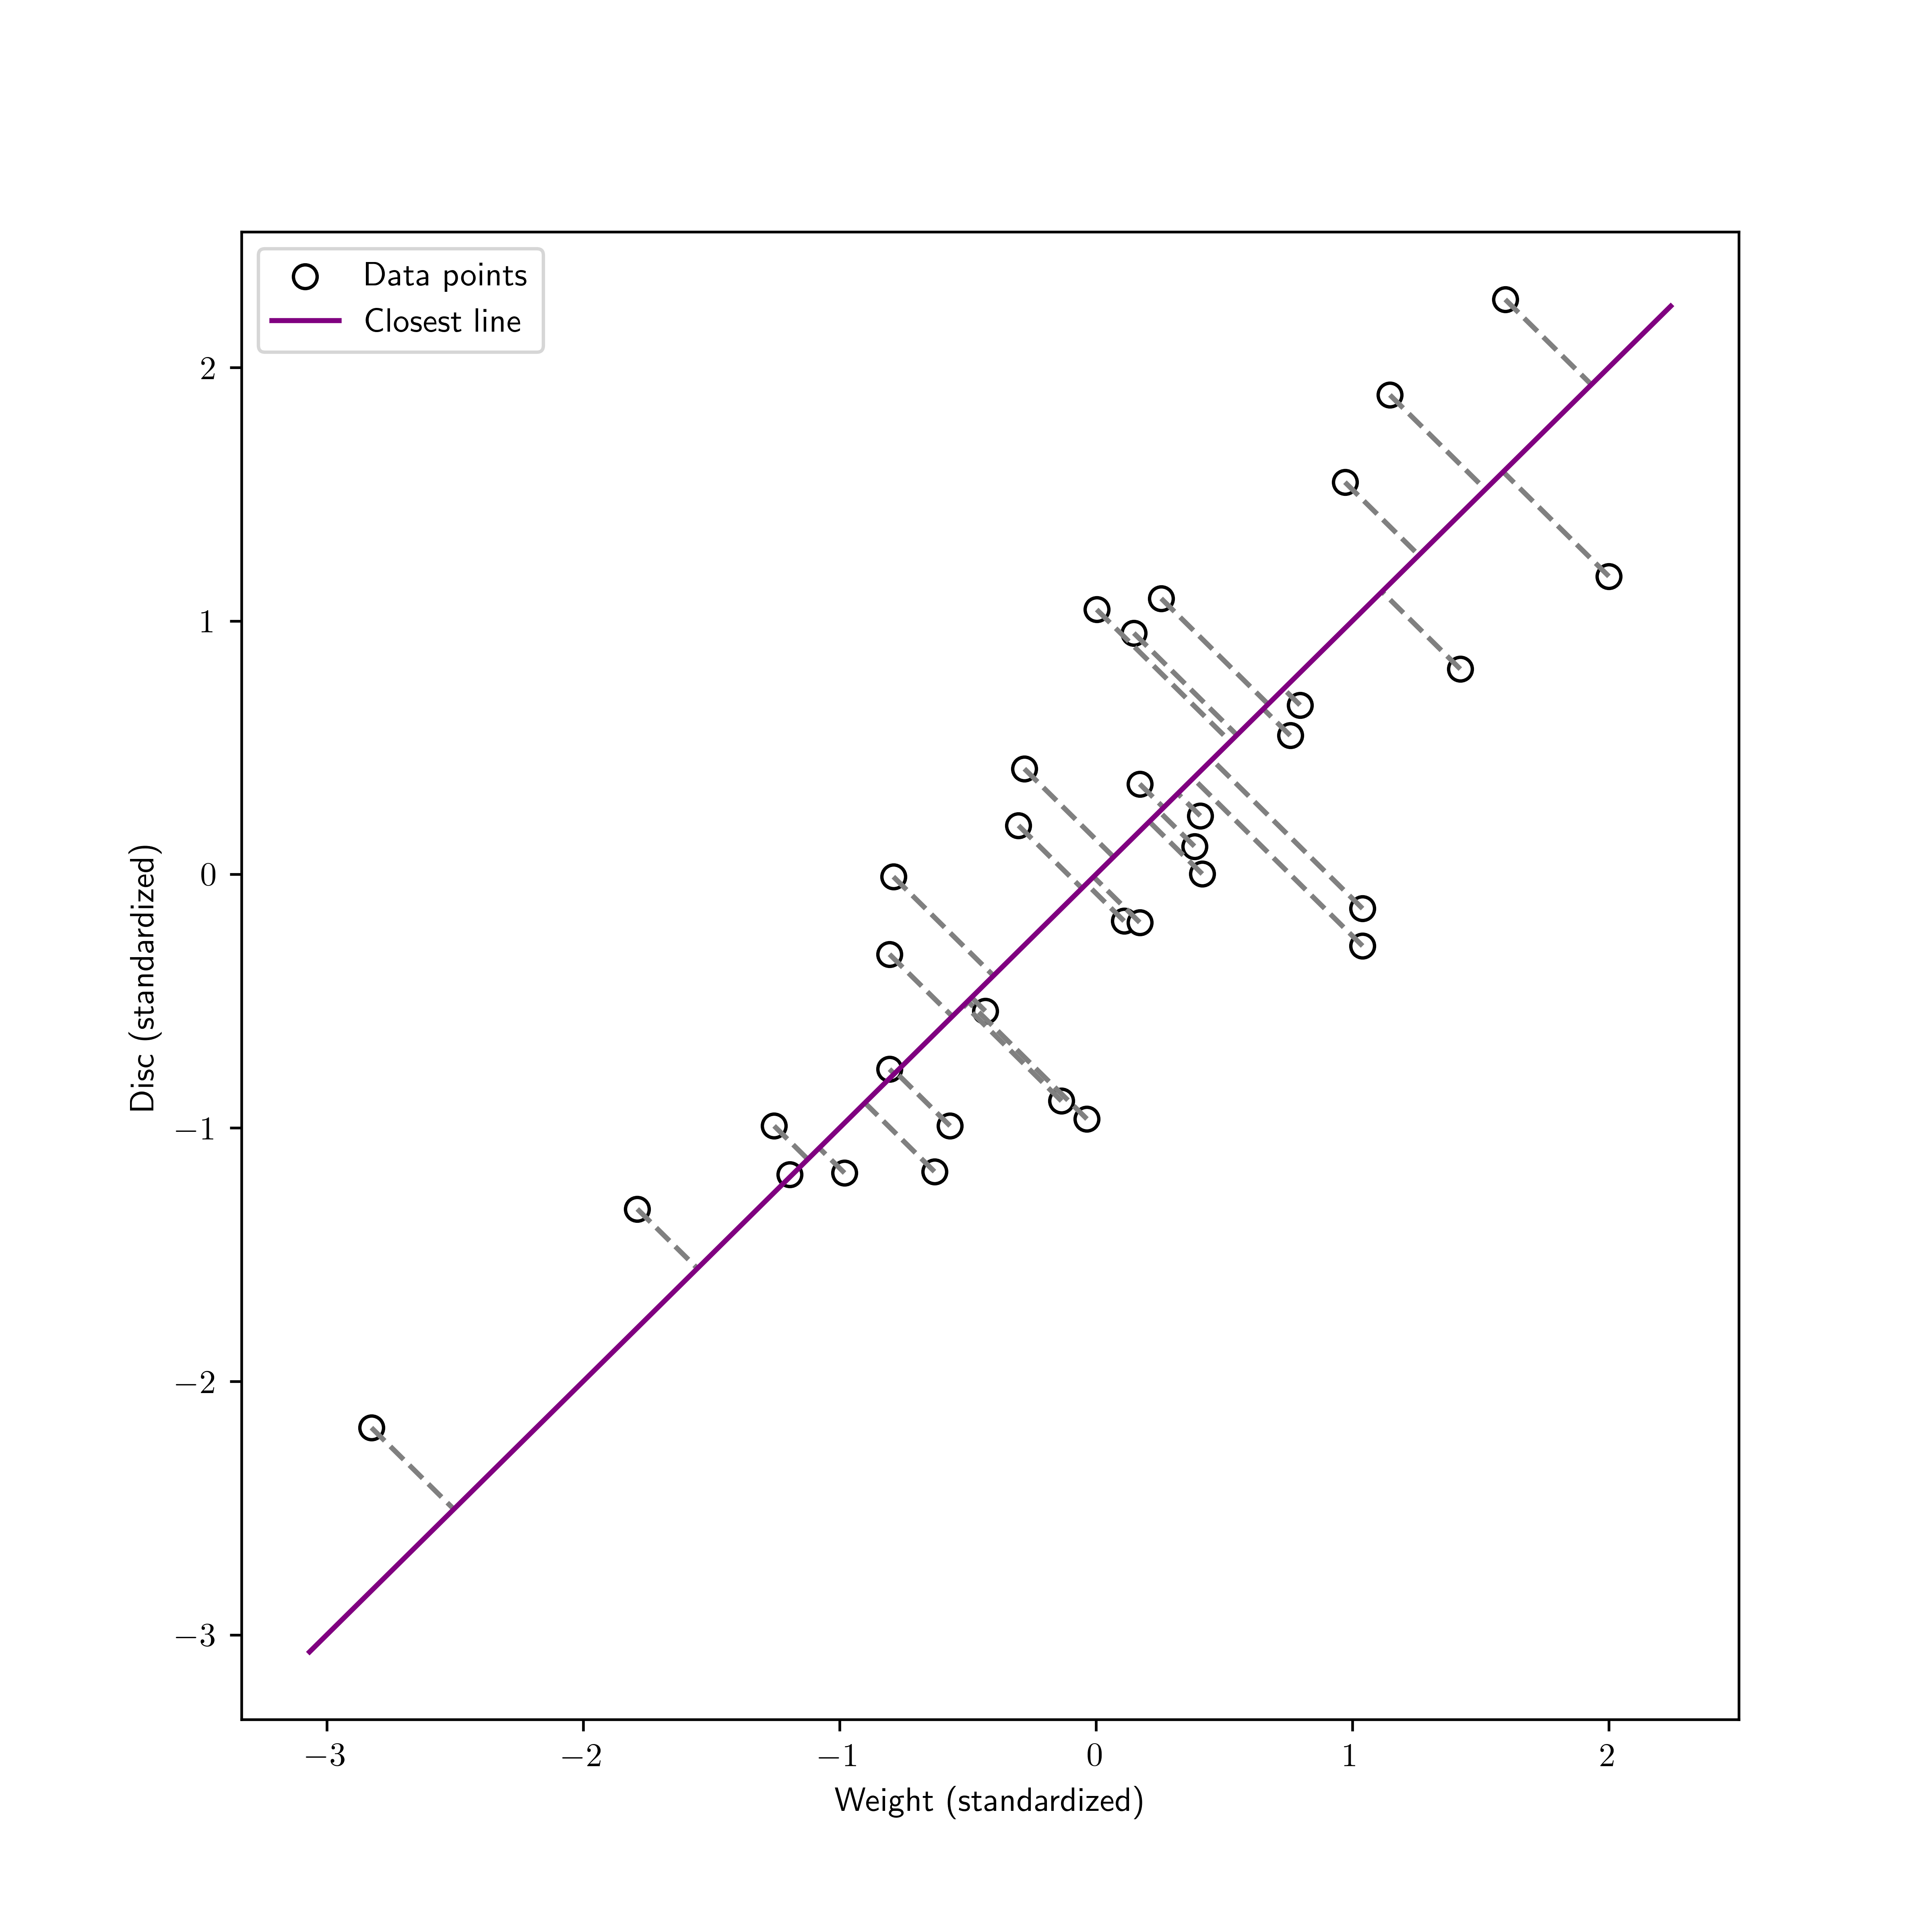 Data points
Closest line
2
1
0
−1
−2
−3
Disc (standardized)
−3 −2 −1 0 1 2
Weight (standardized)